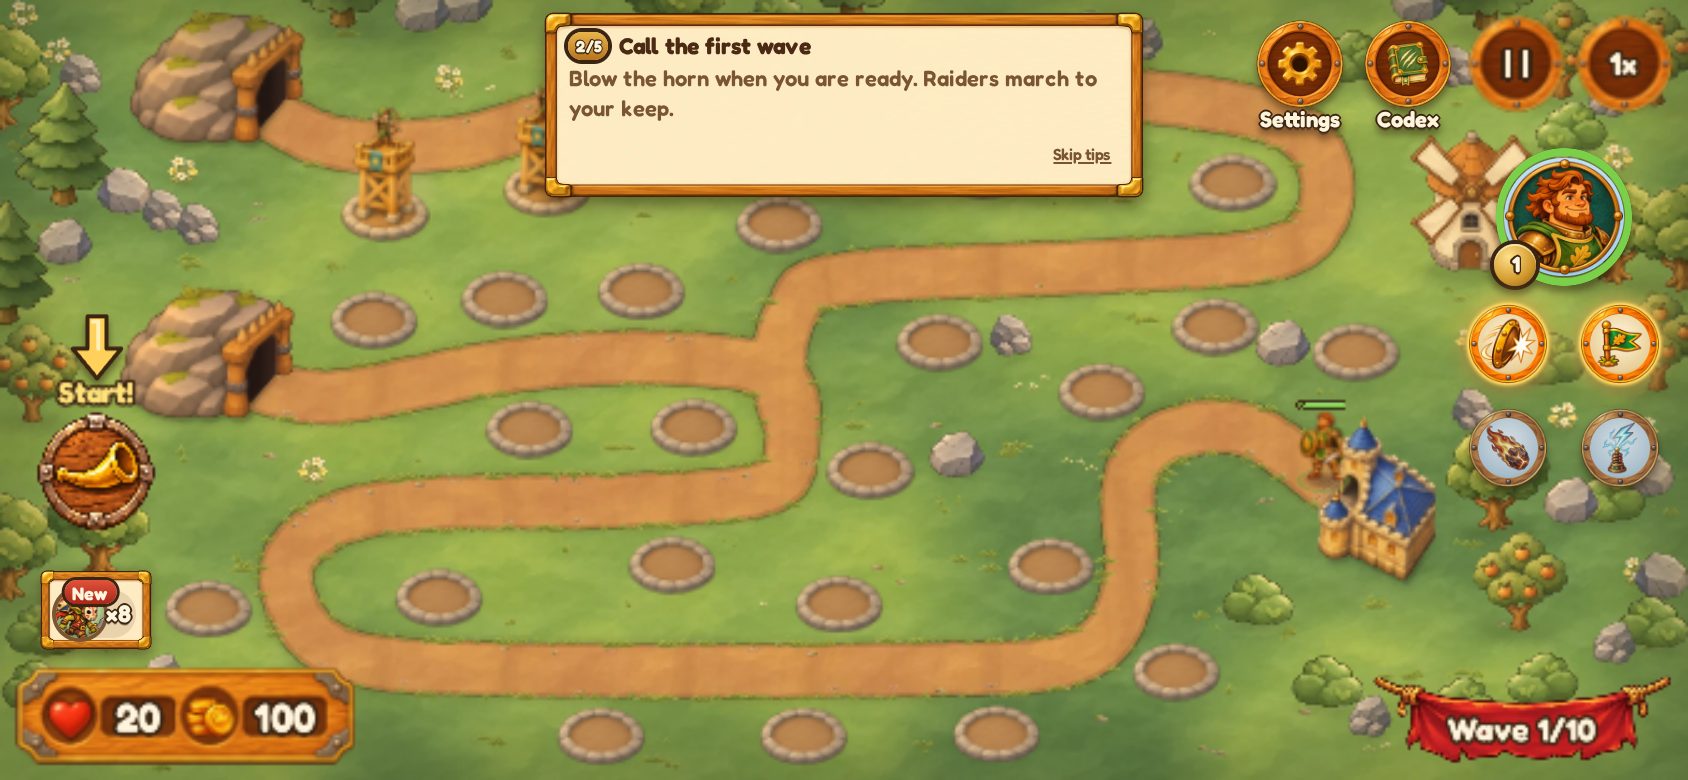 2/5 Call the first wave
Blow the horn when you are ready. Raiders march to
your keep.
Skip tips
Settings
Codex
1x
1
Start!
New
x8
20
100
Wave 1/10